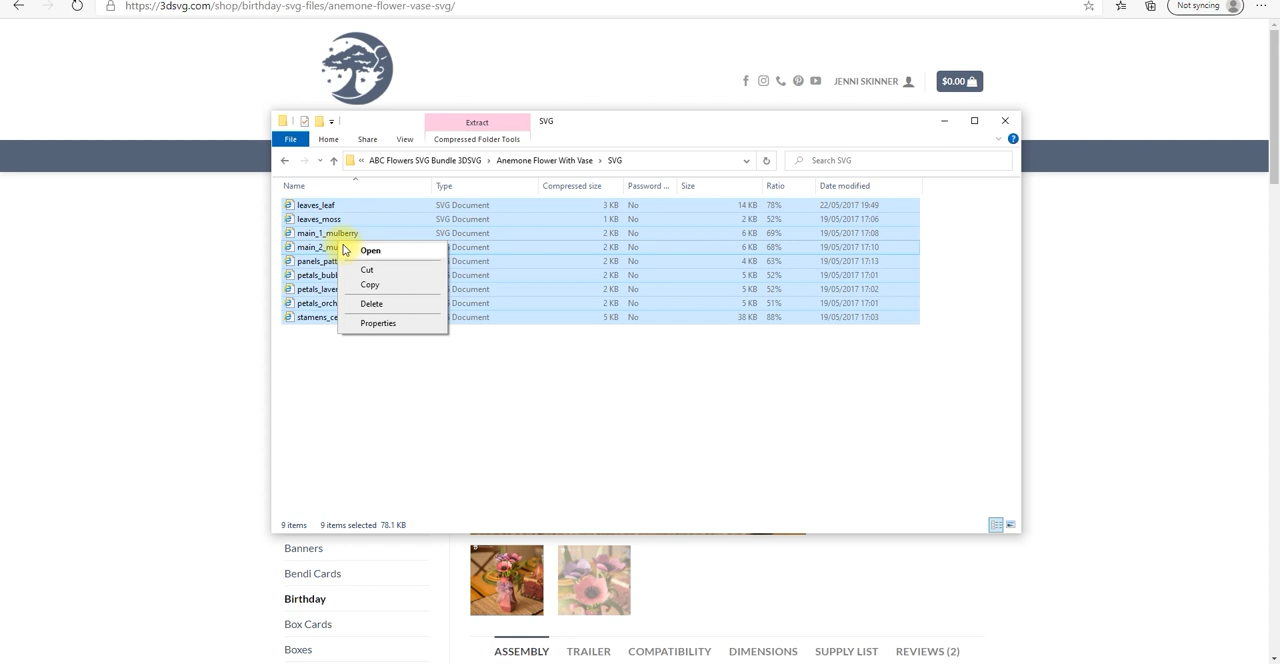 https://3dsvg.com/shop/birthday-svg-files/anemone-flower-vase-svg/
Not syncing
JENNI SKINNER
$0.00
Extract
SVG
File
Home
Share
View
Compressed Folder Tools
« ABC Flowers SVG Bundle 3DSVG › Anemone Flower With Vase › SVG
Search SVG
Name Type Compressed size Password ... Size Ratio Date modified
leaves_leaf SVG Document 3 KB No 14 KB 78% 22/05/2017 19:49
leaves_moss SVG Document 1 KB No 2 KB 52% 19/05/2017 17:06
main_1_mulberry SVG Document 2 KB No 6 KB 69% 19/05/2017 17:08
main_2_mu Document 2 KB No 6 KB 68% 19/05/2017 17:10
panels_patt Document 2 KB No 4 KB 63% 19/05/2017 17:13
petals_bubl Document 2 KB No 5 KB 52% 19/05/2017 17:01
petals_laver Document 2 KB No 5 KB 52% 19/05/2017 17:02
petals_orch Document 2 KB No 5 KB 51% 19/05/2017 17:01
stamens_ce Document 5 KB No 38 KB 88% 19/05/2017 17:03
Open
Cut
Copy
Delete
Properties
9 items 9 items selected 78.1 KB
Banners
Bendi Cards
Birthday
Box Cards
Boxes
ASSEMBLY TRAILER COMPATIBILITY DIMENSIONS SUPPLY LIST REVIEWS (2)